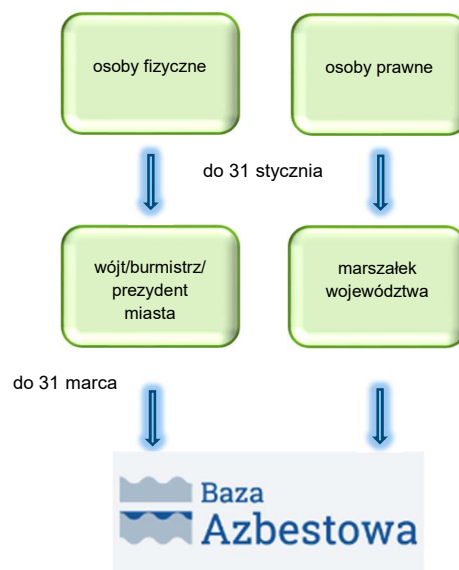 osoby fizyczne
osoby prawne
do 31 stycznia
wójt/burmistrz/
prezydent
miasta
marszałek
województwa
do 31 marca
Baza
Azbestowa